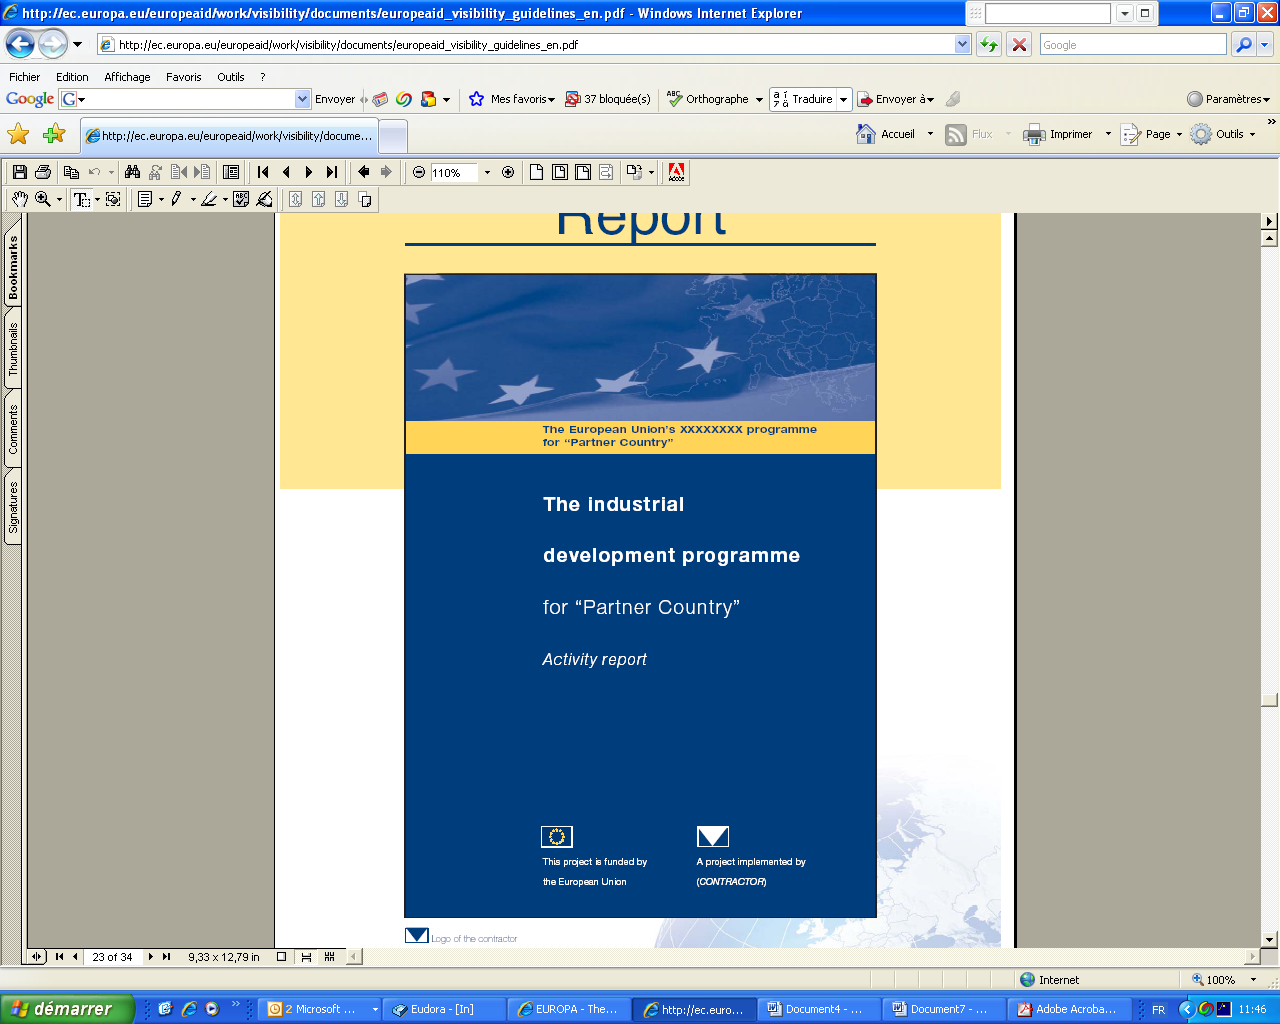 http://ec.europa.eu/europeaid/work/visibility/documents/europeaid_visibility_guidelines_en.pdf - Windows Internet Explorer
http://ec.europa.eu/europeaid/work/visibility/documents/europeaid_visibility_guidelines_en.pdf
Google
Fichier Edition Affichage Favoris Outils ?
Google G Envoyer Mes favoris 37 bloquée(s) ABC Orthographe Traduire Envoyer à Paramètres
http://ec.europa.eu/europeaid/work/visibility/docume... Accueil Flux Imprimer Page Outils »
110% Adobe
Bookmarks
Thumbnails
Comments
Signatures
Report
The European Union's XXXXXXXX programme
for “Partner Country”
The industrial
development programme
for “Partner Country”
Activity report
This project is funded by
the European Union
A project implemented by
(CONTRACTOR)
Logo of the contractor
23 of 34 9,33 x 12,79 in
Internet 100%
démarrer » 2 Microsoft ... Eudora - [In] EUROPA - The... http://ec.euro... Document4 - ... Document7 - ... Adobe Acroba... FR 11:46